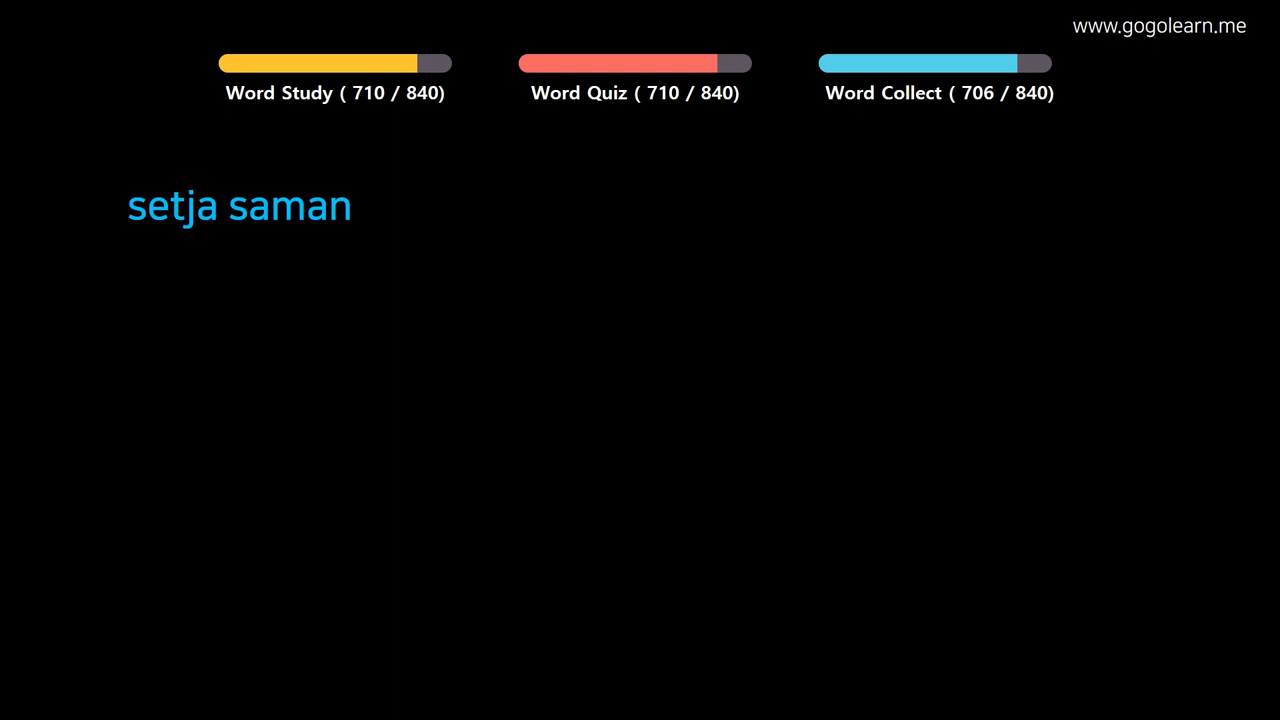 www.gogolearn.me
Word Study ( 710 / 840)
Word Quiz ( 710 / 840)
Word Collect ( 706 / 840)
setja saman